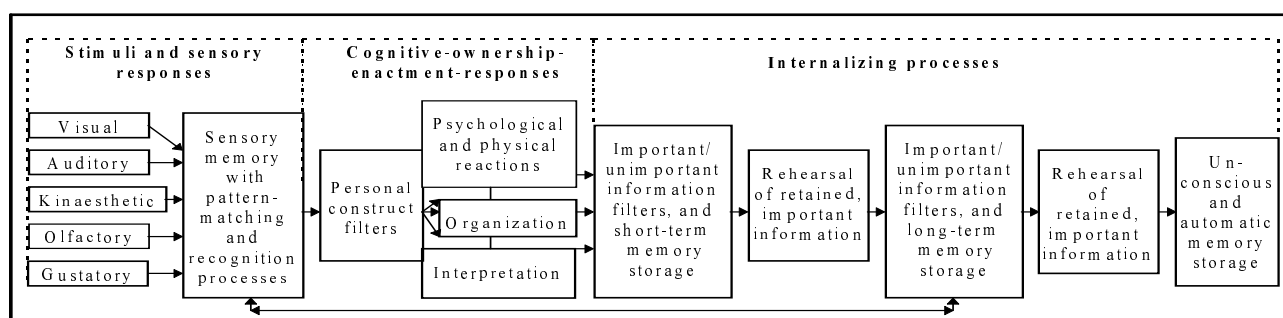 Stimuli and sensory
responses
Cognitive-ownership-
enactment-responses
Internalizing processes
Visual
Auditory
Kinaesthetic
Olfactory
Gustatory
Sensory
memory
with
pattern-
matching
and
recognition
processes
Personal
construct
filters
Psychological
and physical
reactions
Organization
Interpretation
Important/
unimportant
information
filters, and
short-term
memory
storage
Rehearsal
of retained,
important
information
Important/
unimportant
information
filters, and
long-term
memory
storage
Rehearsal
of
retained,
important
information
Un-
conscious
and
automatic
memory
storage